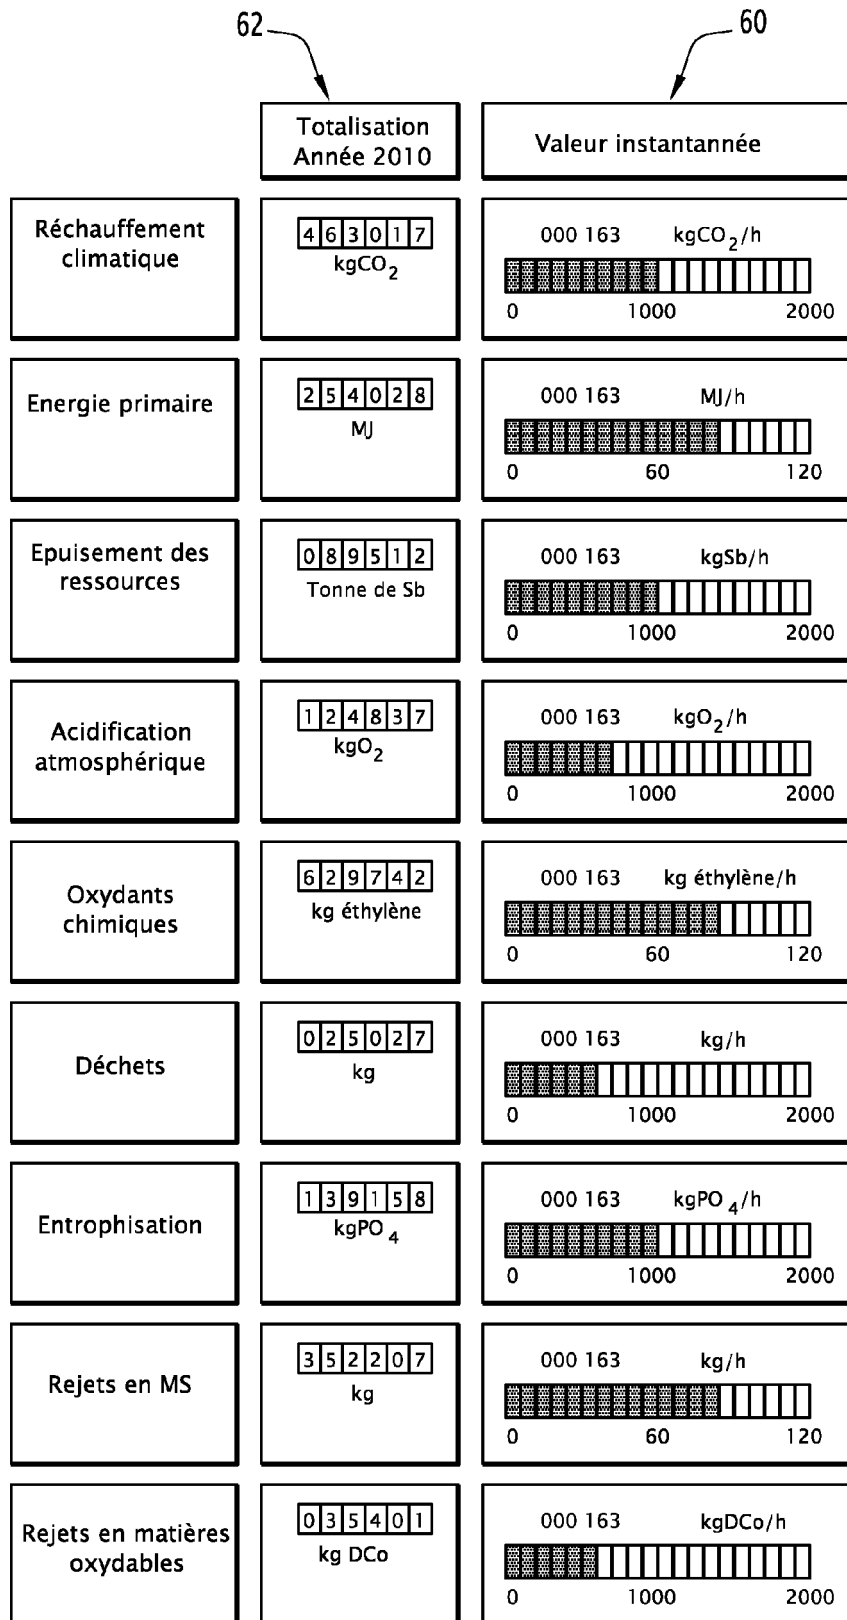 62
60
Totalisation
Année 2010
Valeur instantannée
Réchauffement
climatique
463017
kgCO2
000 163 kgCO2/h
0 1000 2000
Energie primaire
254028
MJ
000 163 MJ/h
0 60 120
Epuisement des
ressources
089512
Tonne de Sb
000 163 kgSb/h
0 1000 2000
Acidification
atmosphérique
124837
kgO2
000 163 kgO2/h
0 1000 2000
Oxydants
chimiques
629742
kg éthylène
000 163 kg éthylène/h
0 60 120
Déchets
025027
kg
000 163 kg/h
0 1000 2000
Entrophisation
139158
kgPO4
000 163 kgPO4/h
0 1000 2000
Rejets en MS
352207
kg
000 163 kg/h
0 60 120
Rejets en matières
oxydables
035401
kg DCo
000 163 kgDCo/h
0 1000 2000